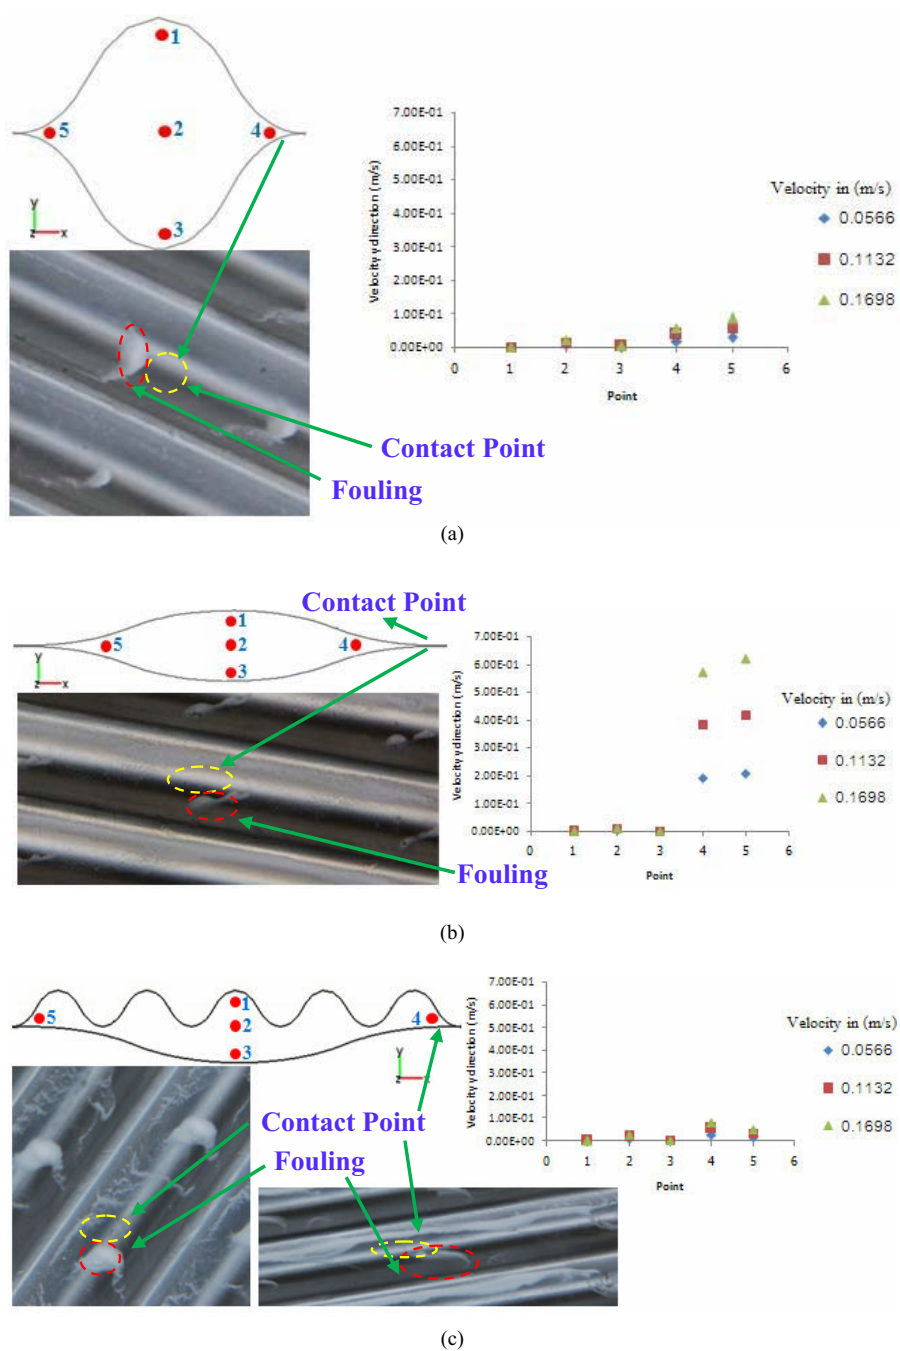 1
5
2
4
3
y
z
x
Velocity y direction (m/s)
7.00E-01
6.00E-01
5.00E-01
4.00E-01
3.00E-01
2.00E-01
1.00E-01
0.00E+00
0 1 2 3 4 5 6
Point
Velocity in (m/s)
0.0566
0.1132
0.1698
Contact Point
Fouling
(a)
Contact Point
1
5
2
4
3
y
z
x
Velocity y direction (m/s)
7.00E-01
6.00E-01
5.00E-01
4.00E-01
3.00E-01
2.00E-01
1.00E-01
0.00E+00
0 1 2 3 4 5 6
Point
Velocity in (m/s)
0.0566
0.1132
0.1698
Fouling
(b)
1
5
2
4
3
y
z
Velocity y direction (m/s)
7.00E-01
6.00E-01
5.00E-01
4.00E-01
3.00E-01
2.00E-01
1.00E-01
0.00E+00
0 1 2 3 4 5 6
Point
Velocity in (m/s)
0.0566
0.1132
0.1698
Contact Point
Fouling
(c)